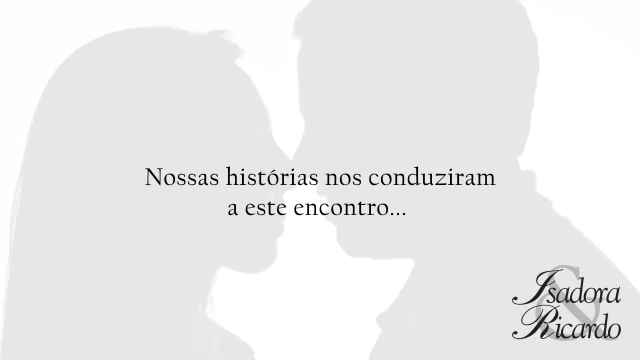 Nossas histórias nos conduziram
a este encontro...
Isadora
&
Ricardo